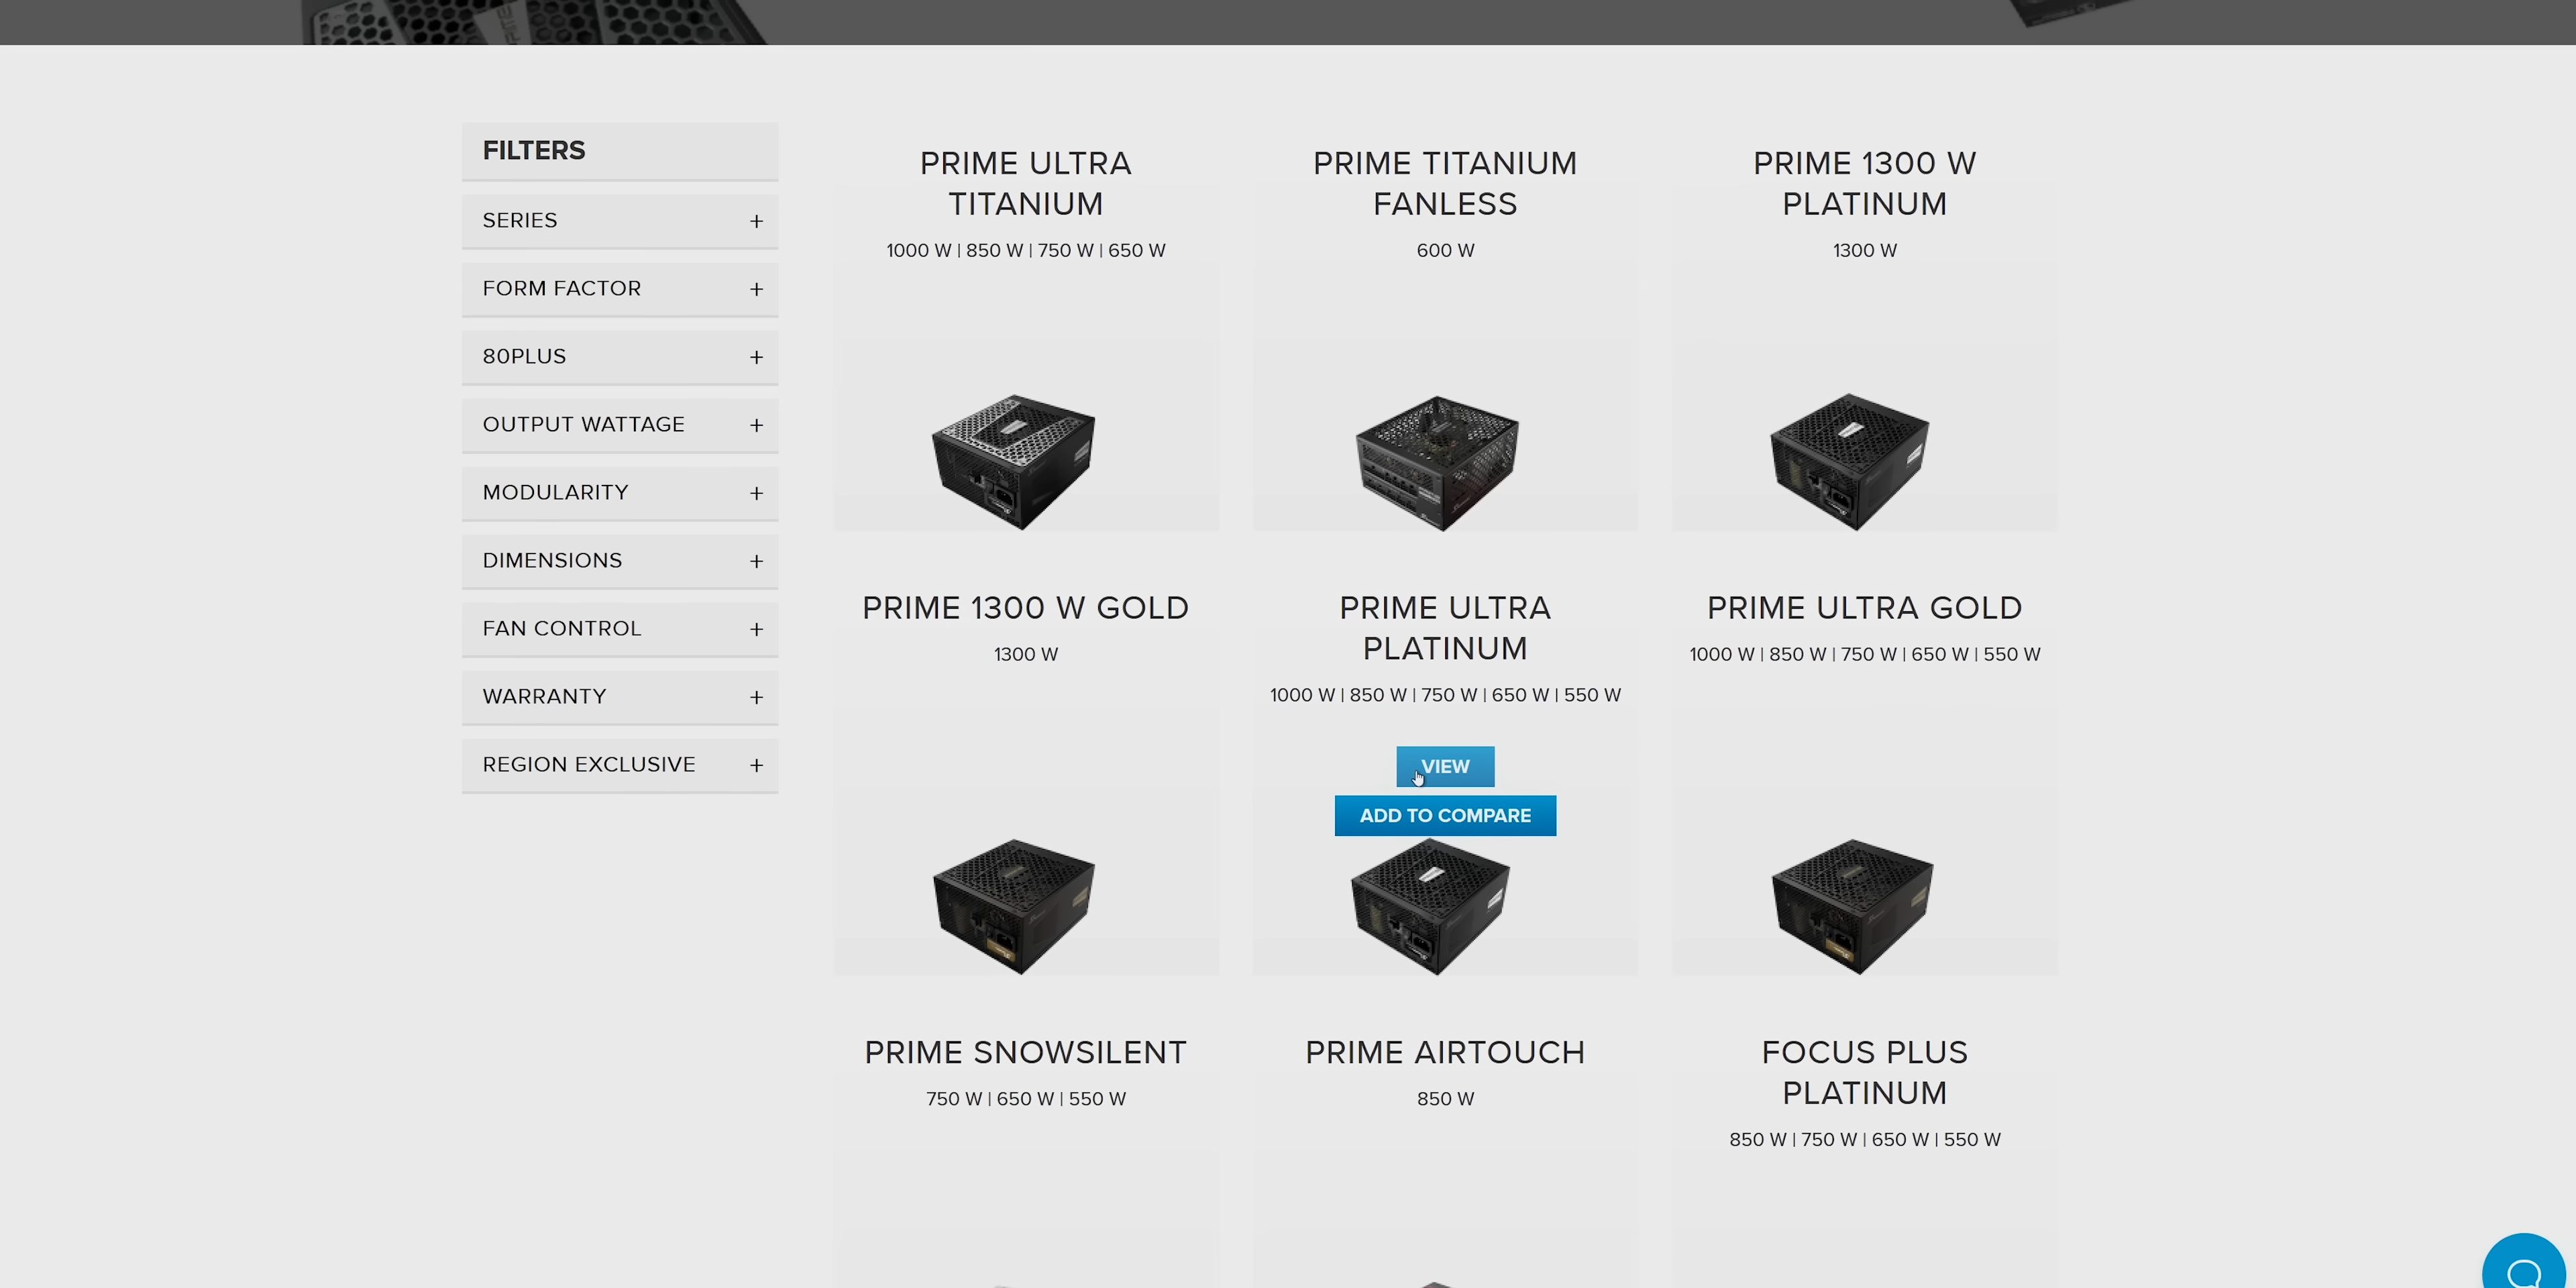 FILTERS
SERIES +
FORM FACTOR +
80PLUS +
OUTPUT WATTAGE +
MODULARITY +
DIMENSIONS +
FAN CONTROL +
WARRANTY +
REGION EXCLUSIVE +
PRIME ULTRA
TITANIUM
1000 W | 850 W | 750 W | 650 W
PRIME TITANIUM
FANLESS
600 W
PRIME 1300 W
PLATINUM
1300 W
PRIME 1300 W GOLD
1300 W
PRIME ULTRA
PLATINUM
1000 W | 850 W | 750 W | 650 W | 550 W
VIEW
ADD TO COMPARE
PRIME ULTRA GOLD
1000 W | 850 W | 750 W | 650 W | 550 W
PRIME SNOWSILENT
750 W | 650 W | 550 W
PRIME AIRTOUCH
850 W
FOCUS PLUS
PLATINUM
850 W | 750 W | 650 W | 550 W